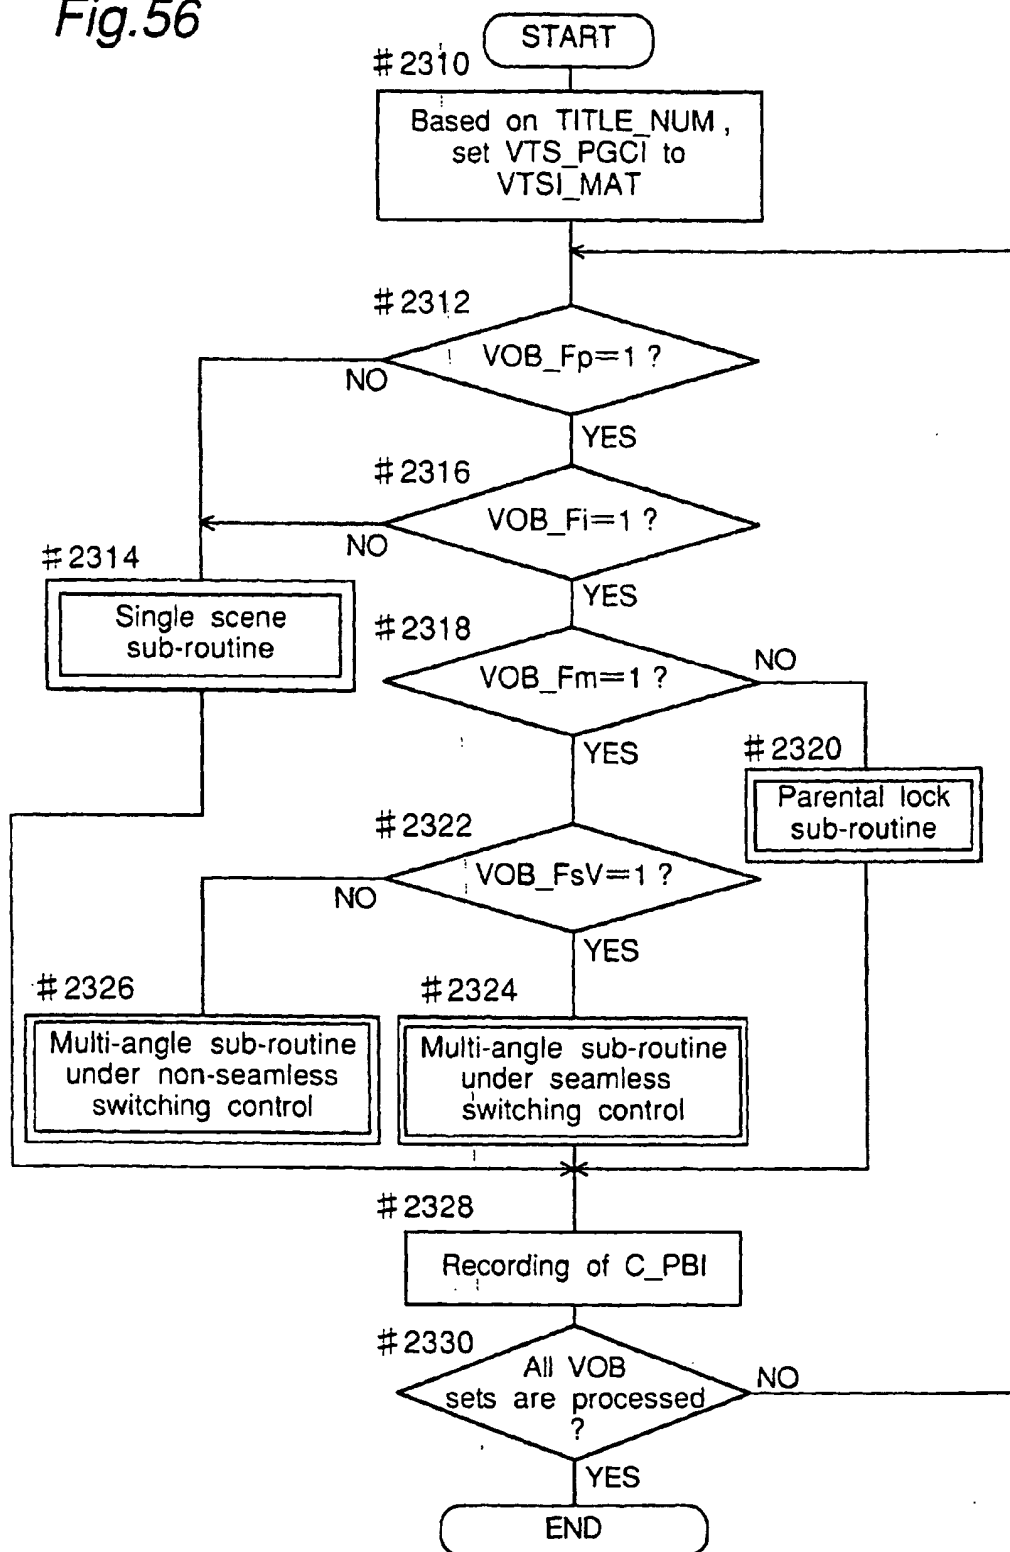 Fig.56
START
#2310
Based on TITLE_NUM,
set VTS_PGCI to
VTSI_MAT
#2312
VOB_Fp=1 ?
NO
YES
#2316
VOB_Fi=1 ?
NO
YES
#2314
Single scene
sub-routine
#2318
VOB_Fm=1 ?
NO
YES
#2320
Parental lock
sub-routine
#2322
VOB_FsV=1 ?
NO
YES
#2326
Multi-angle sub-routine
under non-seamless
switching control
#2324
Multi-angle sub-routine
under seamless
switching control
#2328
Recording of C_PBI
#2330
All VOB
sets are processed
?
NO
YES
END